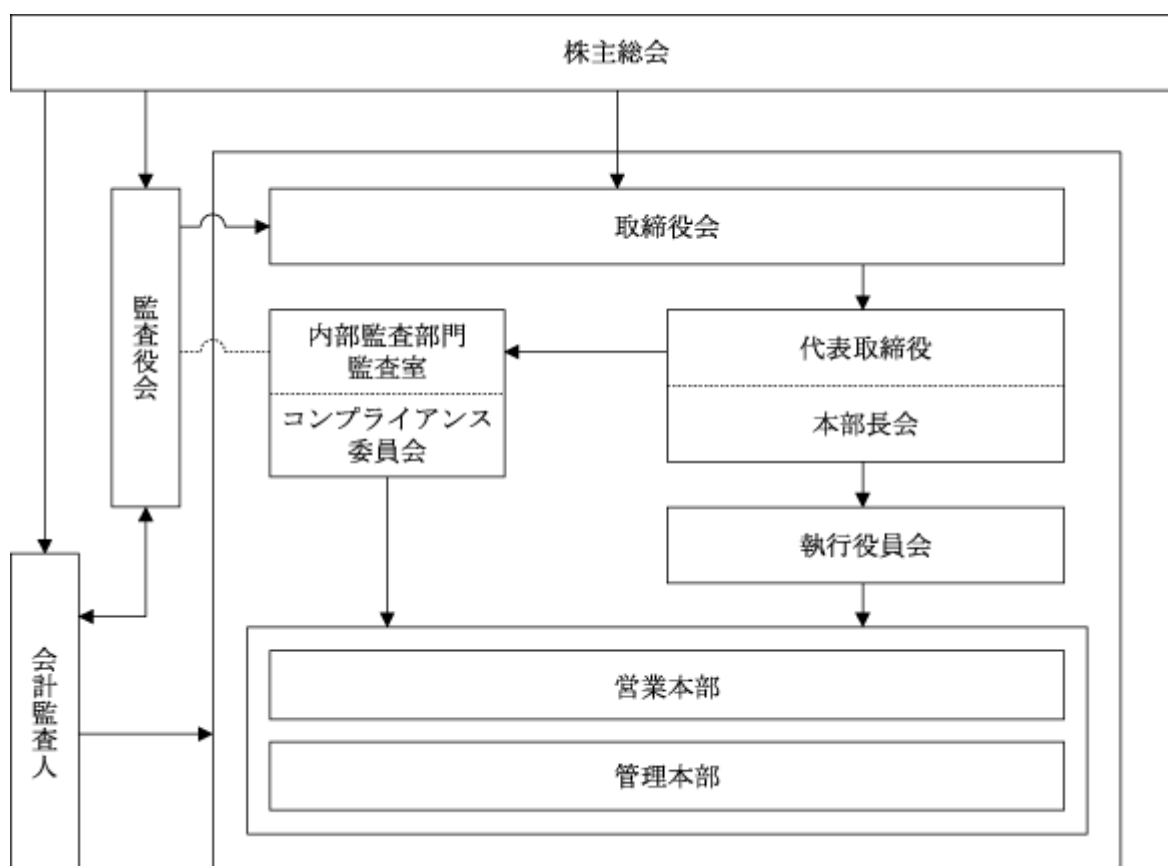 株主総会
取締役会
監査役会
内部監査部門
監査室
コンプライアンス
委員会
代表取締役
本部長会
執行役員会
会計監査人
営業本部
管理本部